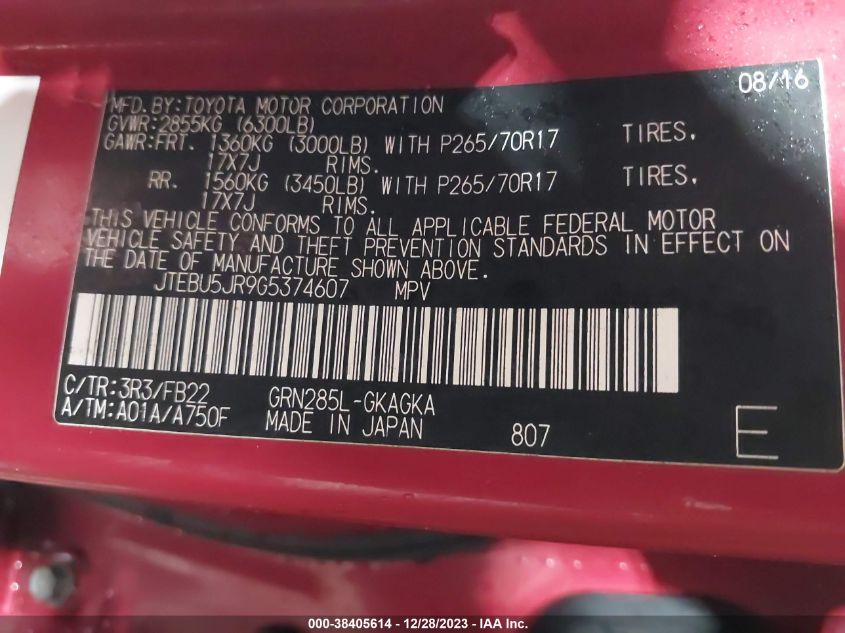 08/16
MFD.BY:TOYOTA MOTOR CORPORATION
GVWR:2855KG (6300LB)
GAWR:FRT. 1360KG (3000LB) WITH P265/70R17 TIRES,
17X7J RIMS.
RR. 1560KG (3450LB) WITH P265/70R17 TIRES,
17X7J RIMS.
THIS VEHICLE CONFORMS TO ALL APPLICABLE FEDERAL MOTOR
VEHICLE SAFETY AND THEFT PREVENTION STANDARDS IN EFFECT ON
THE DATE OF MANUFACTURE SHOWN ABOVE.
JTEBU5JR9G5374607 MPV
C/TR:3R3/FB22 GRN285L-GKAGKA
A/TM:A01A/A750F MADE IN JAPAN 807 E
000-38405614 - 12/28/2023 - IAA Inc.